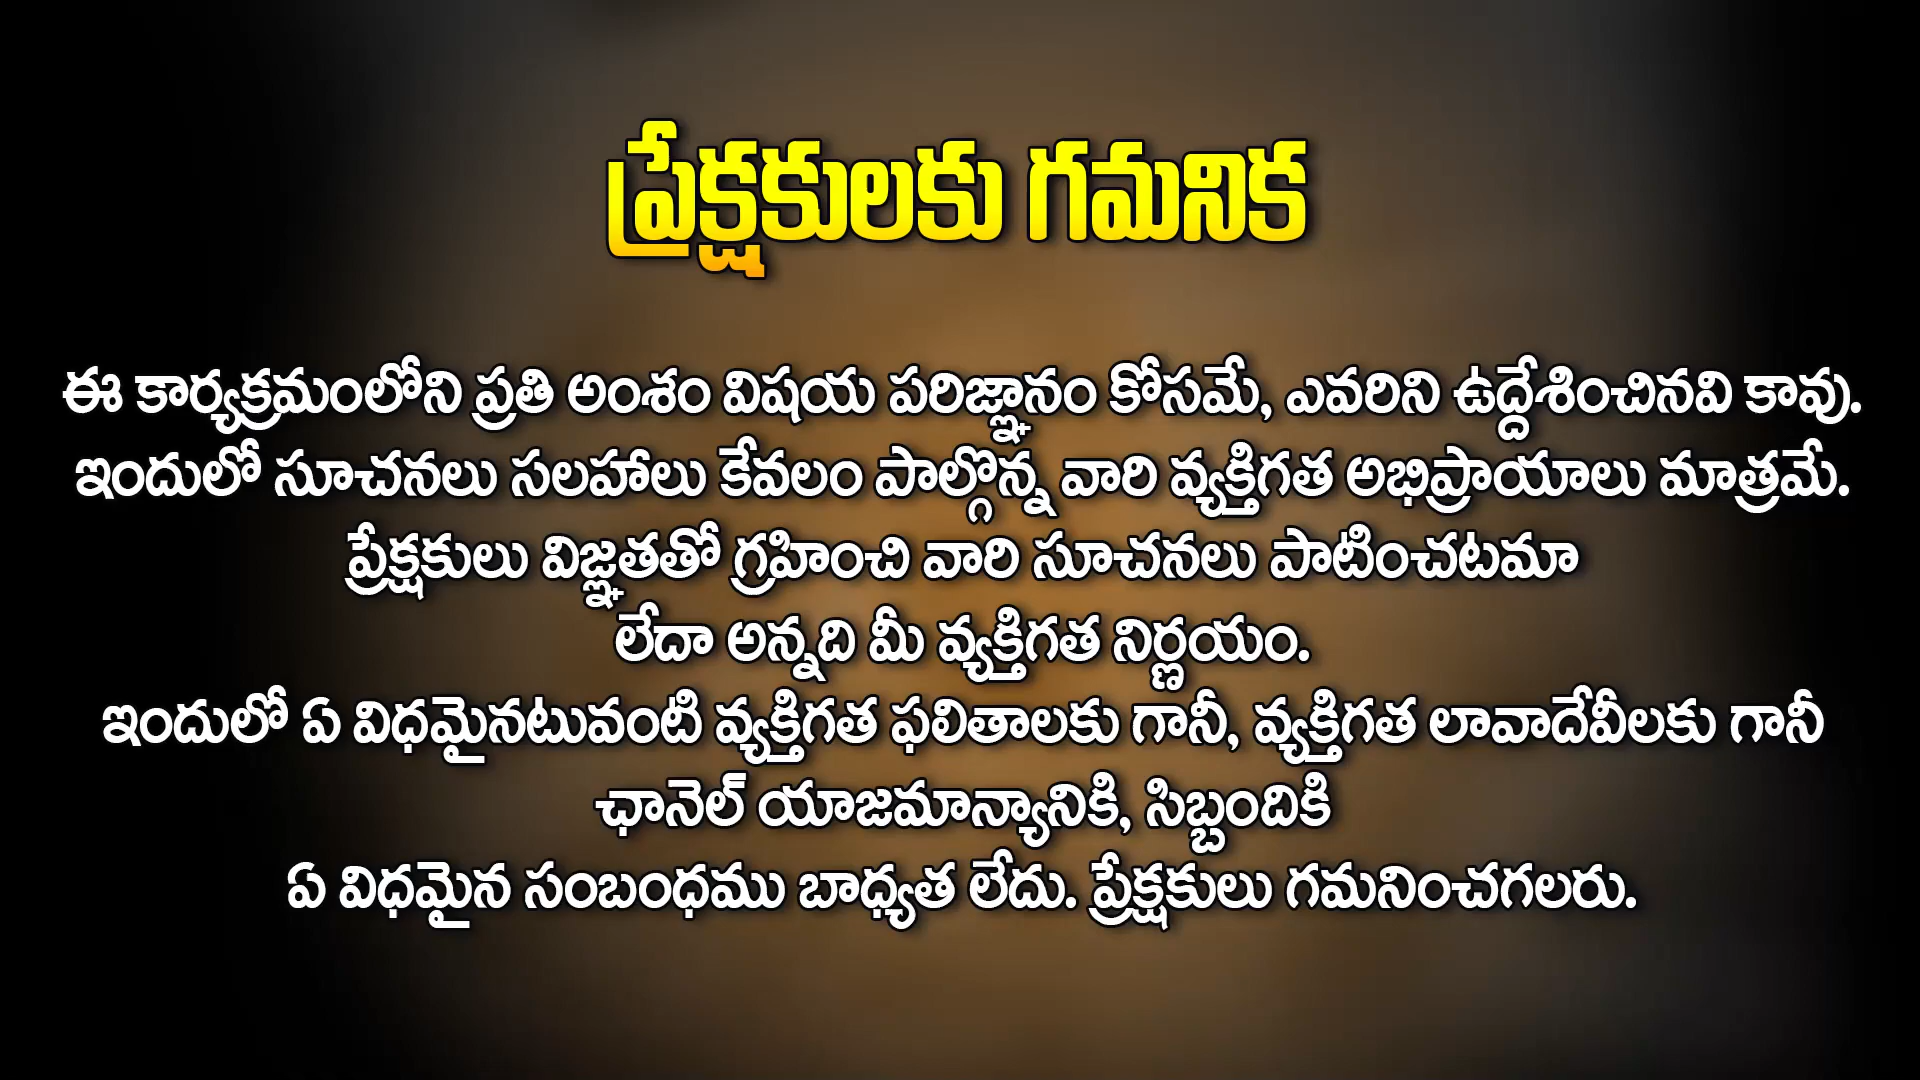 ప్రేక్షకులకు గమనిక
ఈ కార్యక్రమంలోని ప్రతి అంశం విషయ పరిజ్ఞానం కోసమే, ఎవరిని ఉద్దేశించినవి కావు.
ఇందులో సూచనలు సలహాలు కేవలం పాల్గొన్న వారి వ్యక్తిగత అభిప్రాయాలు మాత్రమే.
ప్రేక్షకులు విజ్ఞతతో గ్రహించి వారి సూచనలు పాటించటమా
లేదా అన్నది మీ వ్యక్తిగత నిర్ణయం.
ఇందులో ఏ విధమైనటువంటి వ్యక్తిగత ఫలితాలకు గానీ, వ్యక్తిగత లావాదేవీలకు గానీ
ఛానెల్ యాజమాన్యానికి, సిబ్బందికి
ఏ విధమైన సంబంధము బాధ్యత లేదు. ప్రేక్షకులు గమనించగలరు.